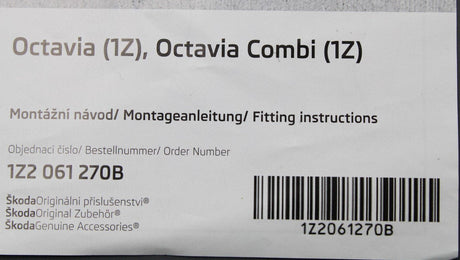 Octavia (1Z), Octavia Combi (1Z)
Montážní návod/ Montageanleitung/ Fitting instructions
Objednací číslo/ Bestellnummer/ Order Number
1Z2 061 270B
ŠkodaOriginální příslušenství®
ŠkodaOriginal Zubehör®
ŠkodaGenuine Accessories®
1Z2061270B